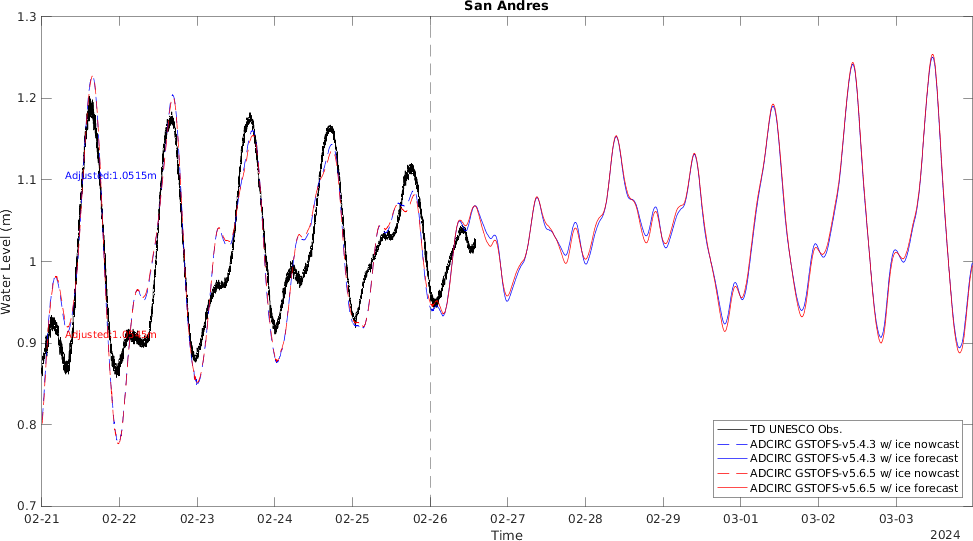 San Andres
1.3
1.2
1.1
1
0.9
0.8
0.7
Water Level (m)
Adjusted:1.0515m
TD UNESCO Obs.
ADCIRC GSTOFS-v5.4.3 w/ ice nowcast
ADCIRC GSTOFS-v5.4.3 w/ ice forecast
ADCIRC GSTOFS-v5.6.5 w/ ice nowcast
ADCIRC GSTOFS-v5.6.5 w/ ice forecast
02-21 02-22 02-23 02-24 02-25 02-26 02-27 02-28 02-29 03-01 03-02 03-03
Time
2024